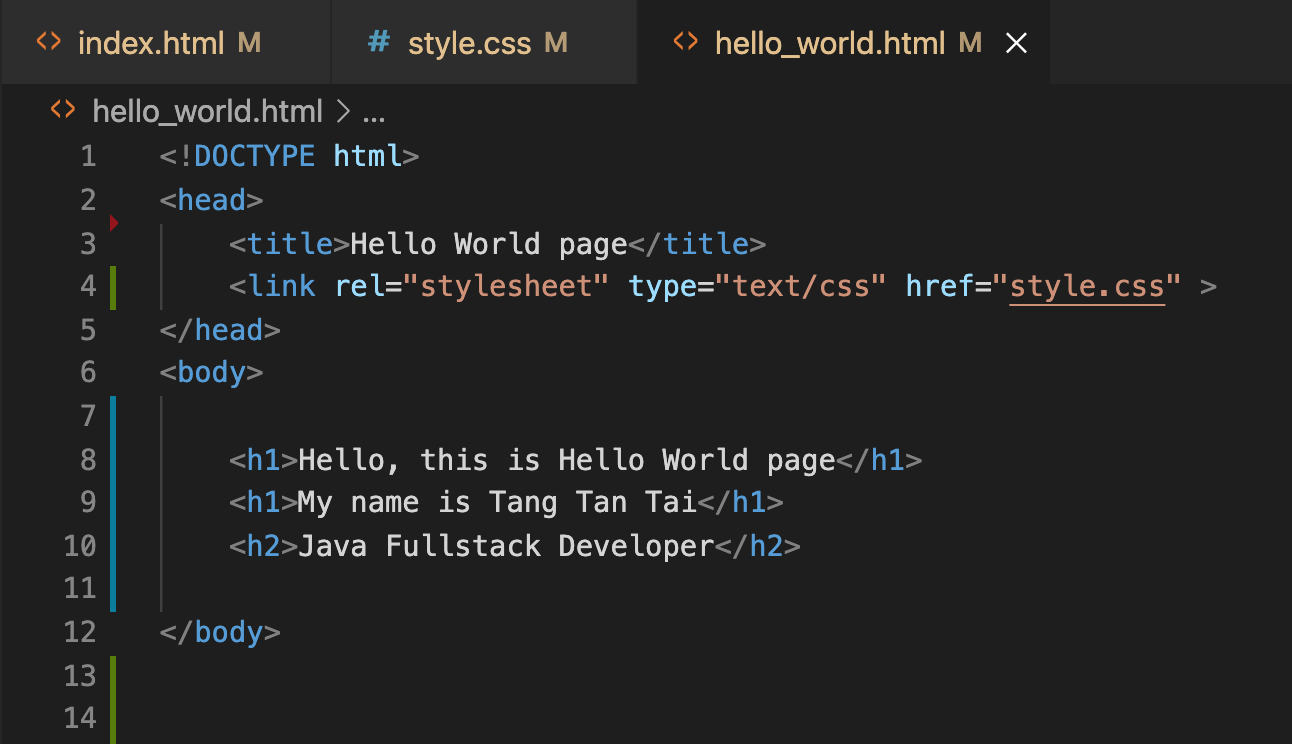 index.html M # style.css M hello_world.html M
hello_world.html > ...
1 <!DOCTYPE html>
2 <head>
3 <title>Hello World page</title>
4 <link rel="stylesheet" type="text/css" href="style.css" >
5 </head>
6 <body>
7
8 <h1>Hello, this is Hello World page</h1>
9 <h1>My name is Tang Tan Tai</h1>
10 <h2>Java Fullstack Developer</h2>
11
12 </body>
13
14